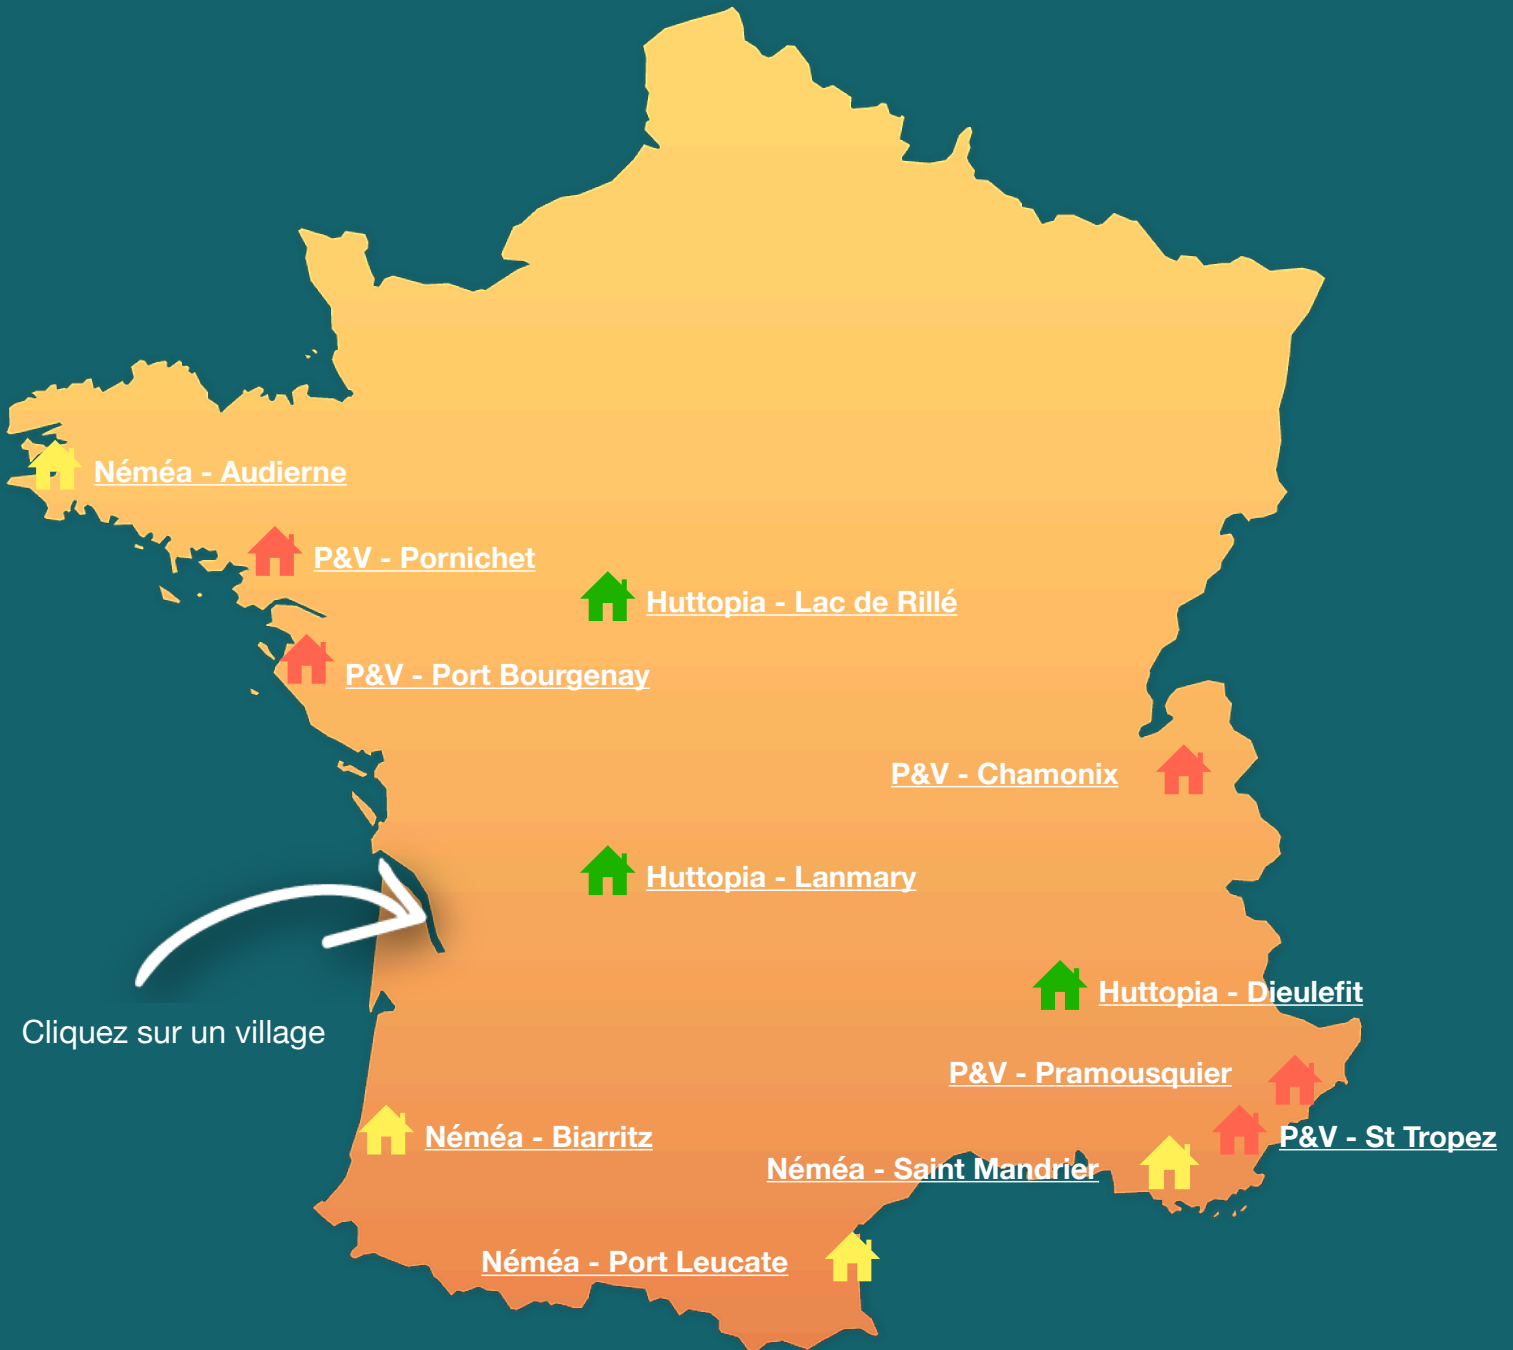 Néméa - Audierne
P&V - Pornichet
Huttopia - Lac de Rillé
P&V - Port Bourgenay
P&V - Chamonix
Huttopia - Lanmary
Huttopia - Dieulefit
Cliquez sur un village
P&V - Pramousquier
Néméa - Biarritz
P&V - St Tropez
Néméa - Saint Mandrier
Néméa - Port Leucate